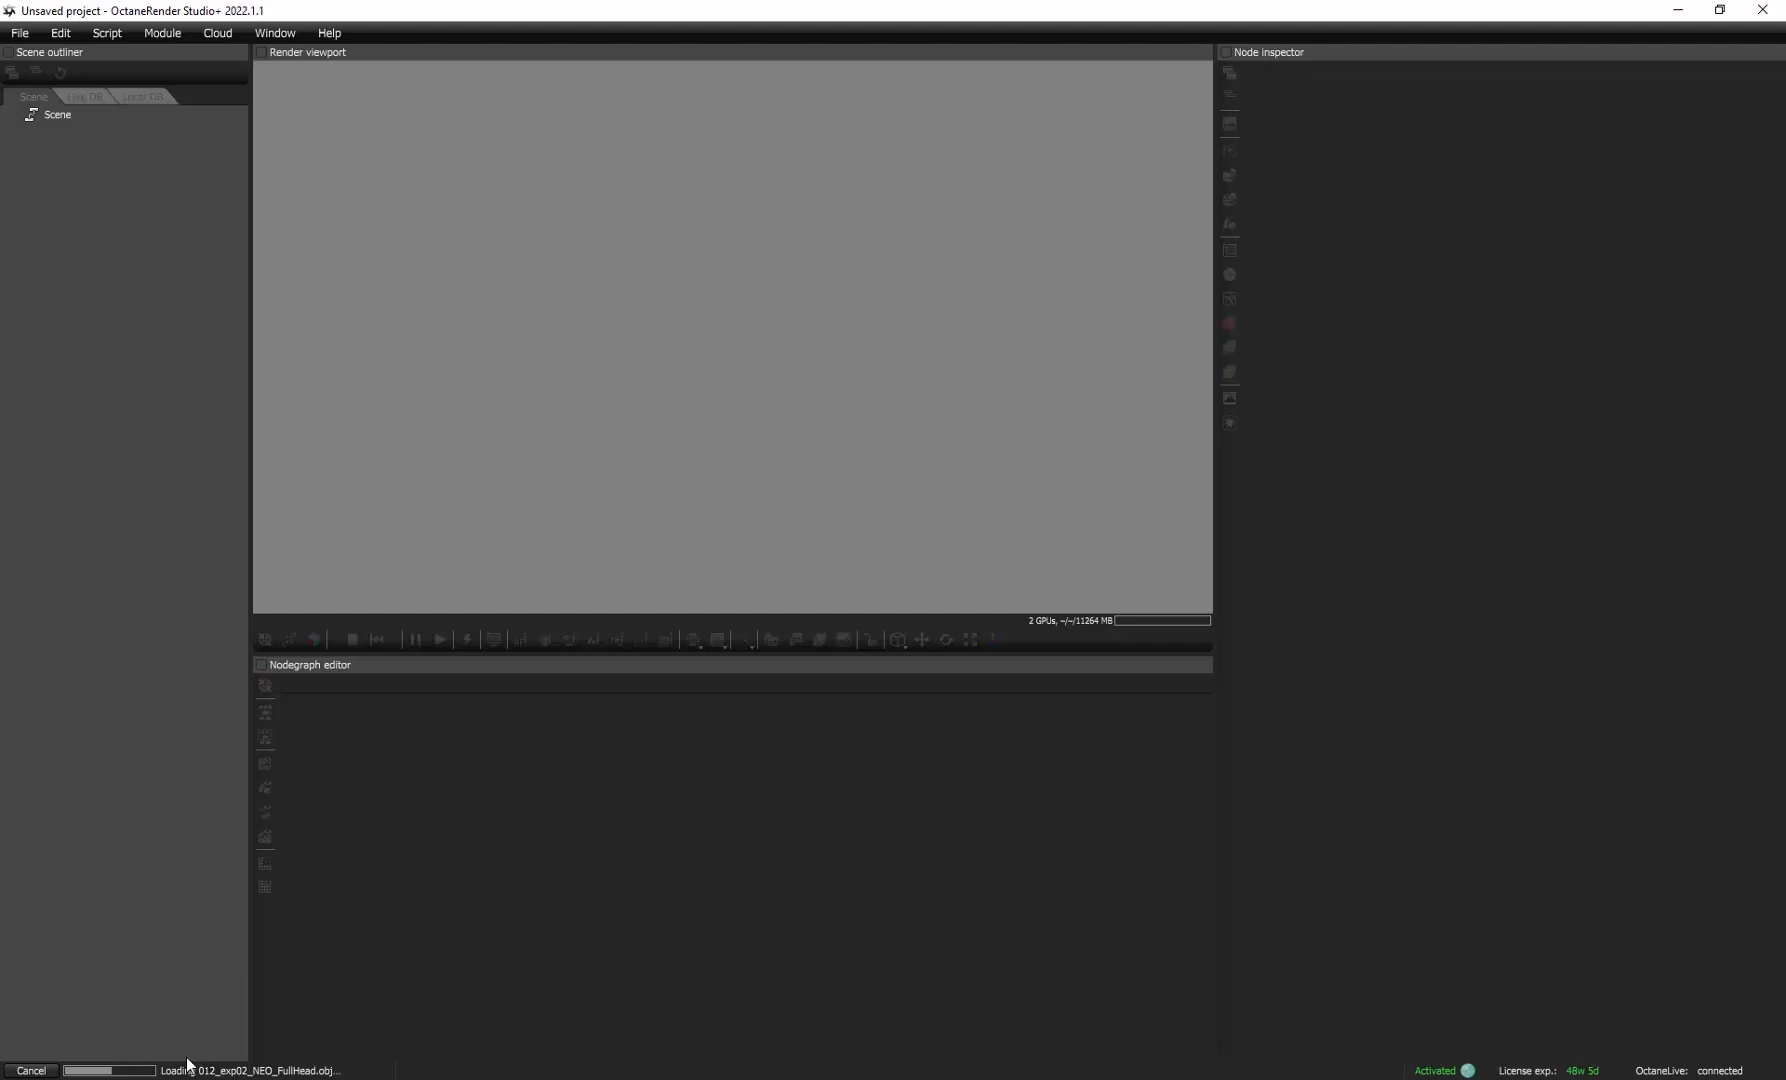 Unsaved project - OctaneRender Studio+ 2022.1.1
File Edit Script Module Cloud Window Help
Scene outliner
Render viewport
Node inspector
Scene Live DB Local DB
Scene
2 GPUs, -/-/11264 MB
Nodegraph editor
Cancel
Loading 012_exp02_NEO_FullHead.obj...
Activated
License exp.: 48w 5d
OctaneLive: connected